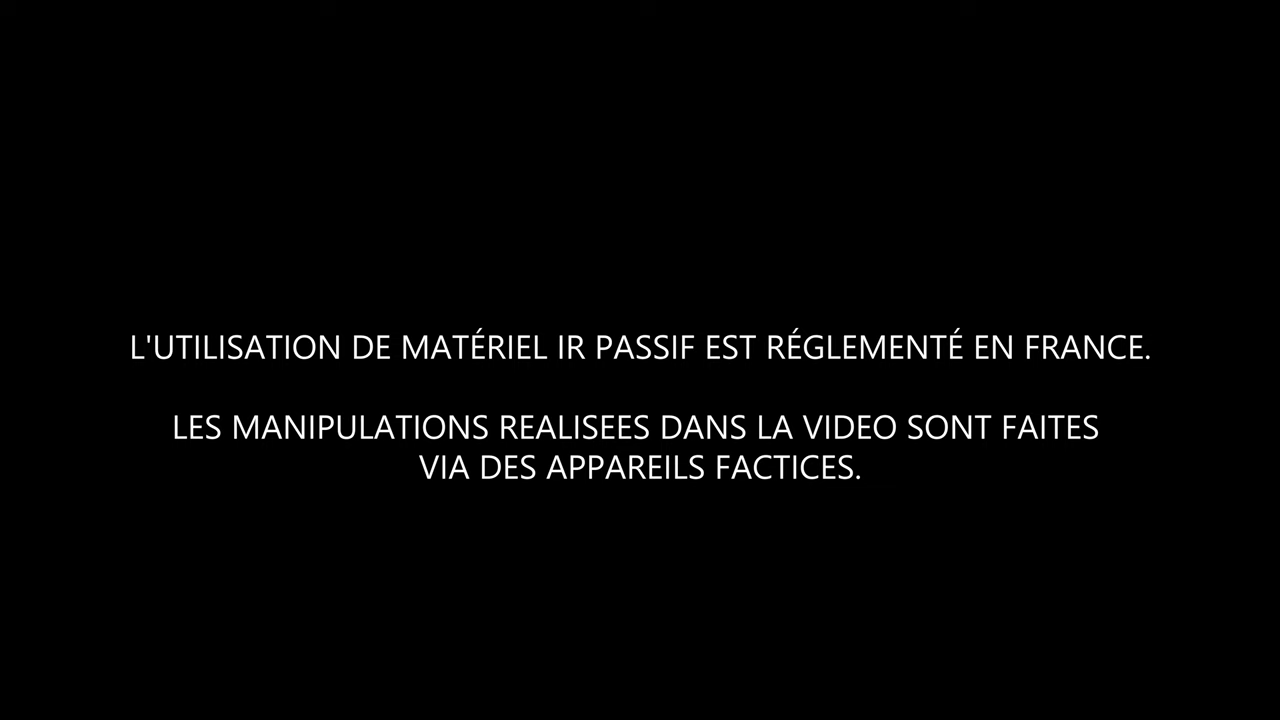 L'UTILISATION DE MATÉRIEL IR PASSIF EST RÉGLEMENTÉ EN FRANCE.
LES MANIPULATIONS REALISEES DANS LA VIDEO SONT FAITES
VIA DES APPAREILS FACTICES.